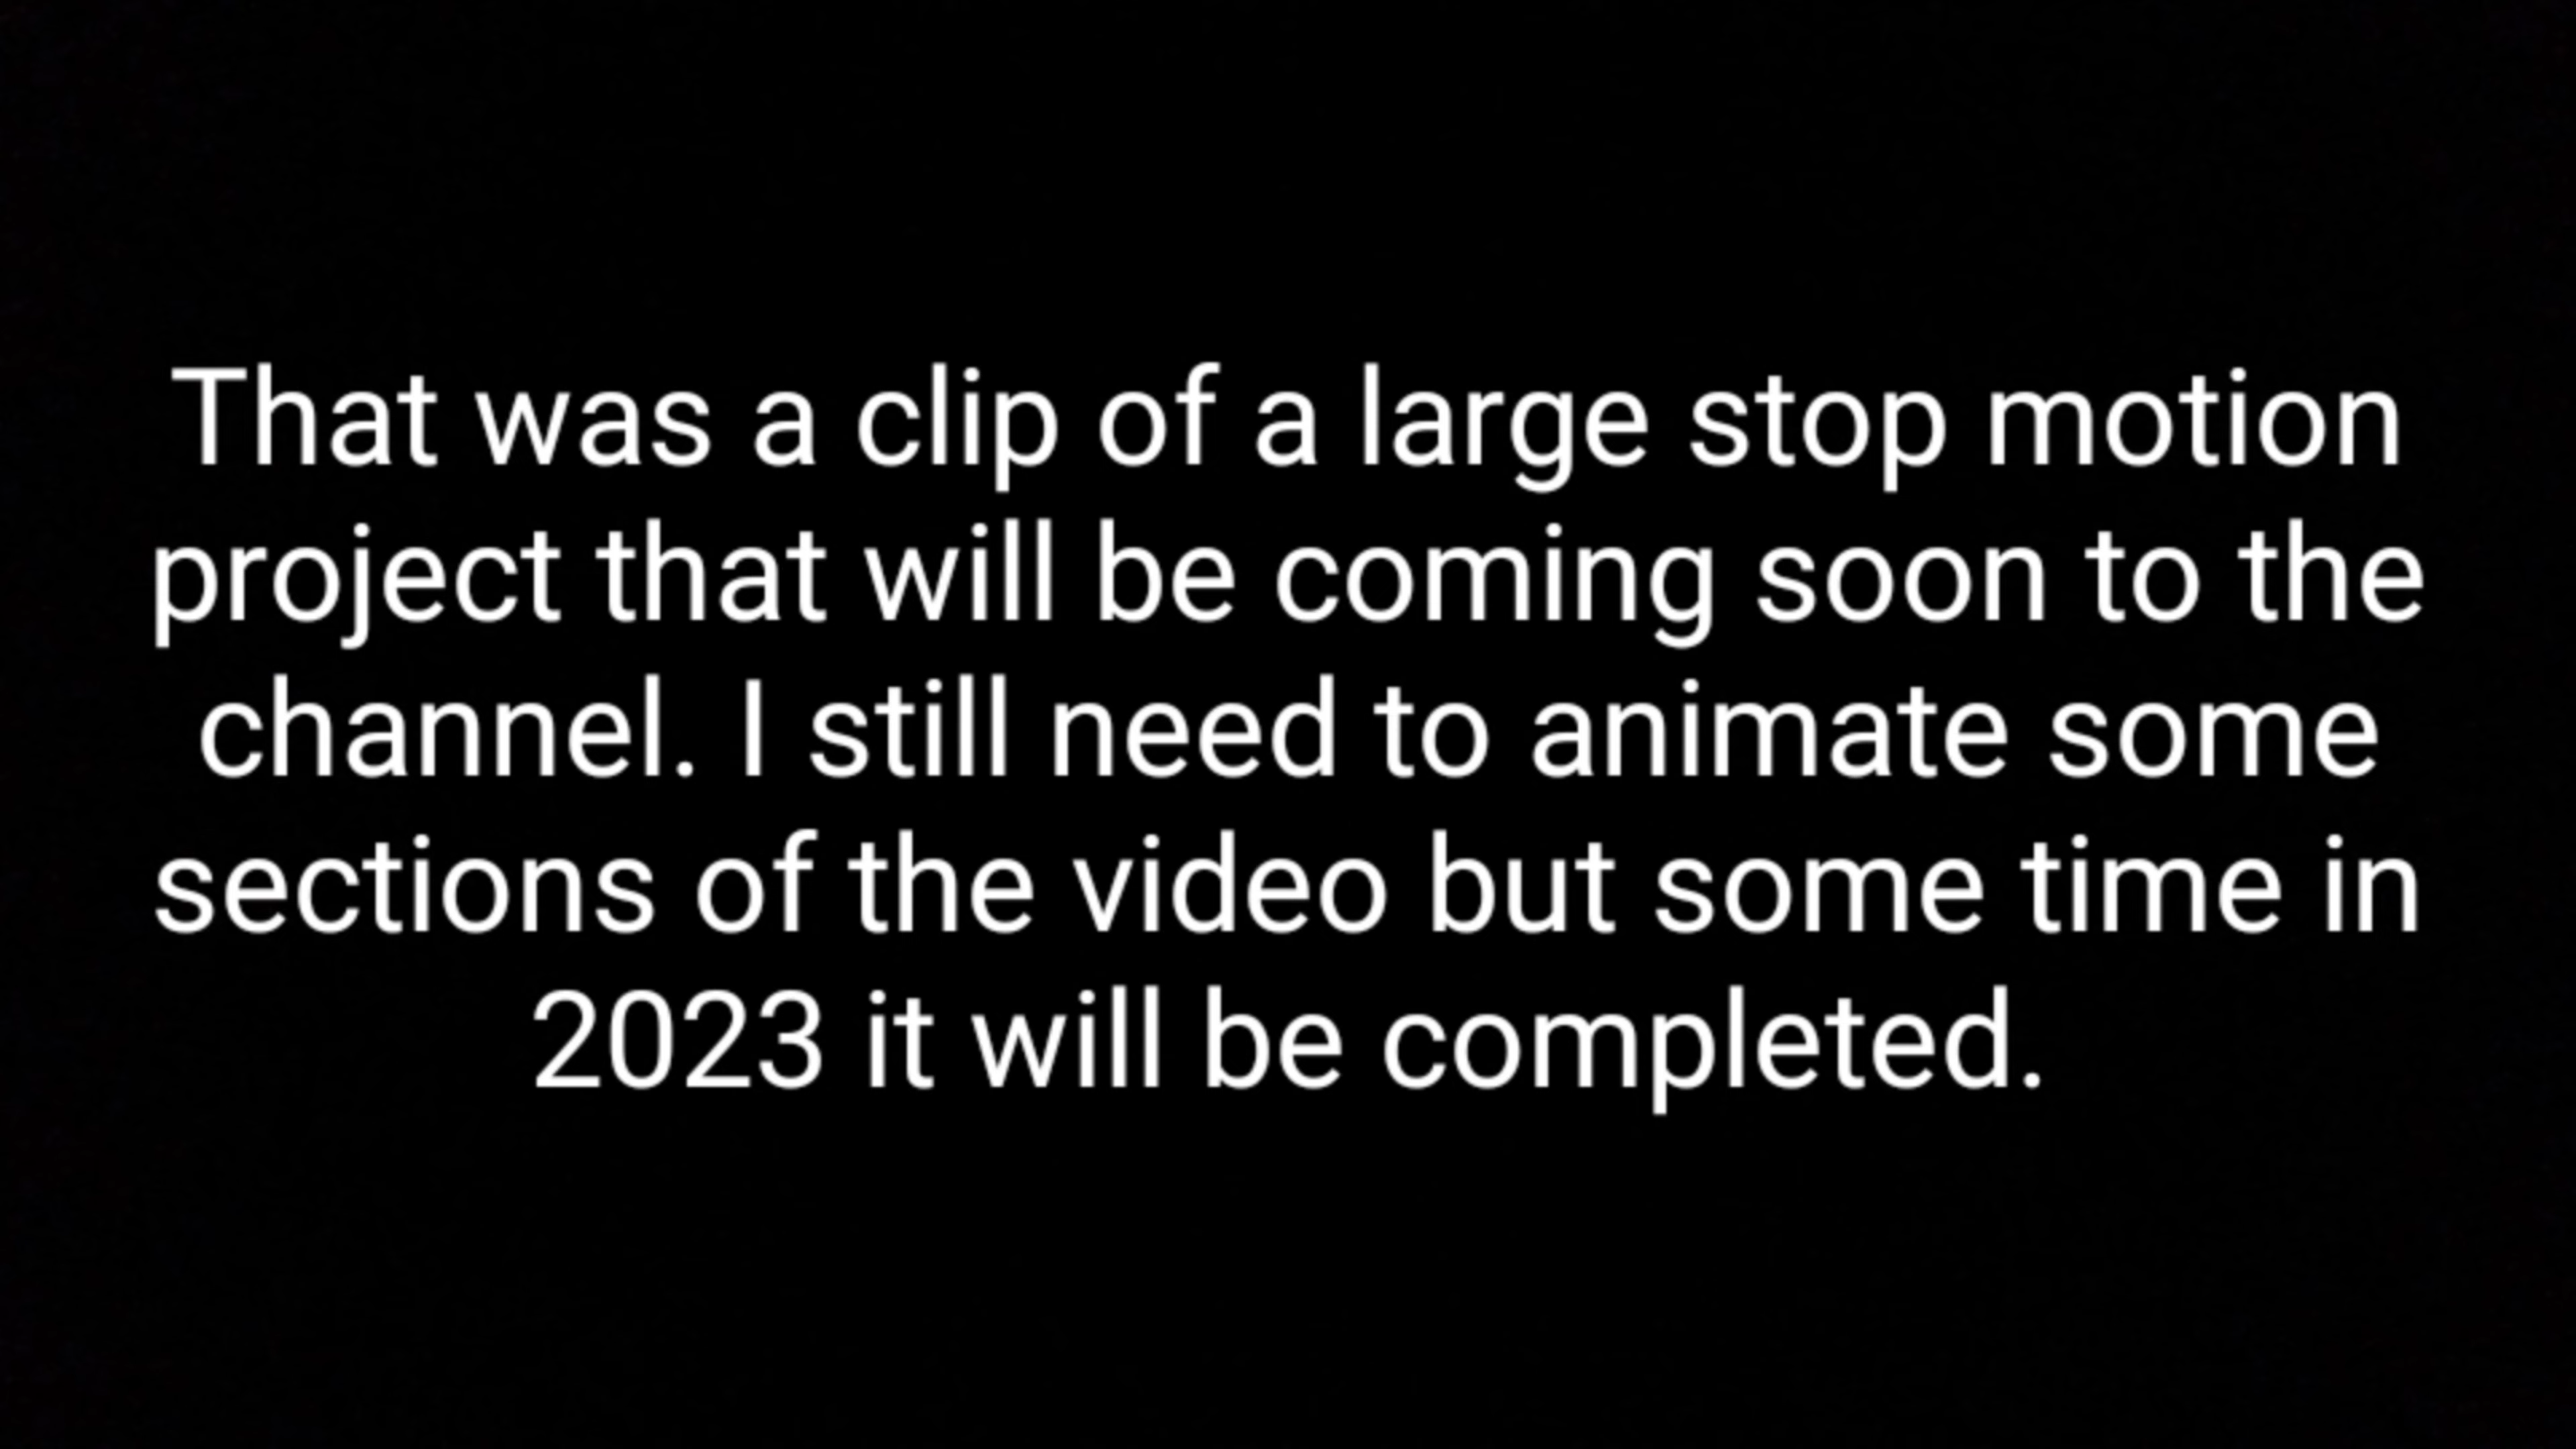 That was a clip of a large stop motion
project that will be coming soon to the
channel. I still need to animate some
sections of the video but some time in
2023 it will be completed.